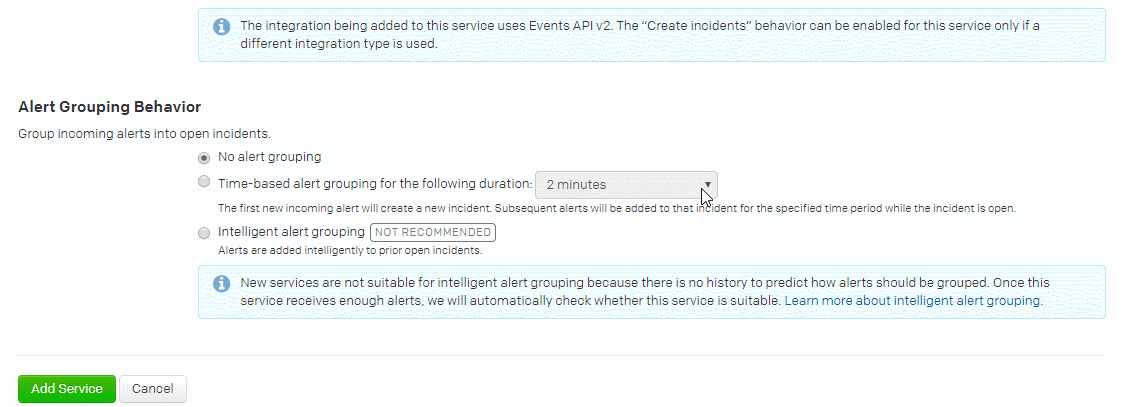 The integration being added to this service uses Events API v2. The “Create incidents” behavior can be enabled for this service only if a
different integration type is used.
Alert Grouping Behavior
Group incoming alerts into open incidents.
No alert grouping
Time-based alert grouping for the following duration: 2 minutes
The first new incoming alert will create a new incident. Subsequent alerts will be added to that incident for the specified time period while the incident is open.
Intelligent alert grouping NOT RECOMMENDED
Alerts are added intelligently to prior open incidents.
New services are not suitable for intelligent alert grouping because there is no history to predict how alerts should be grouped. Once this
service receives enough alerts, we will automatically check whether this service is suitable. Learn more about intelligent alert grouping.
Add Service Cancel